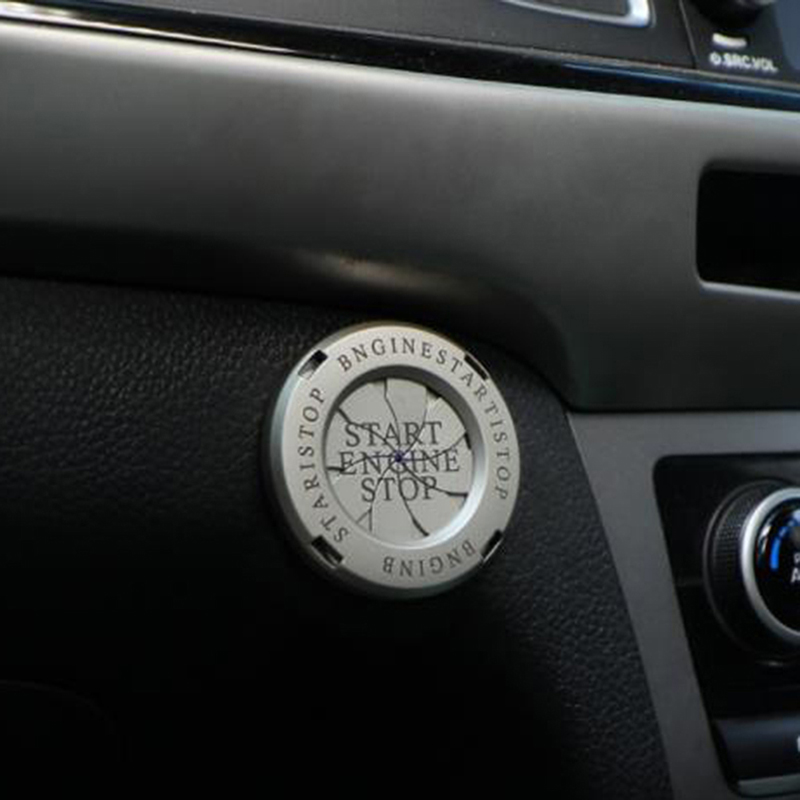 SRC.VOL
BNGINESTARTISTOP
STARISTOP
START
ENGINE
STOP
BNGINB